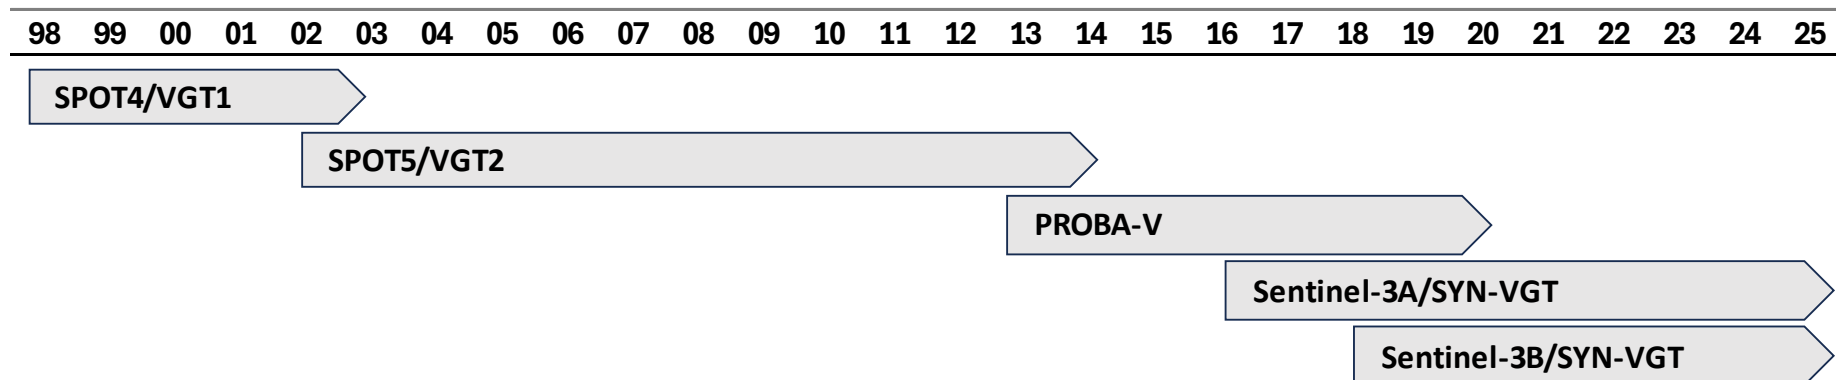 98 99 00 01 02 03 04 05 06 07 08 09 10 11 12 13 14 15 16 17 18 19 20 21 22 23 24 25
SPOT4/VGT1
SPOT5/VGT2
PROBA-V
Sentinel-3A/SYN-VGT
Sentinel-3B/SYN-VGT